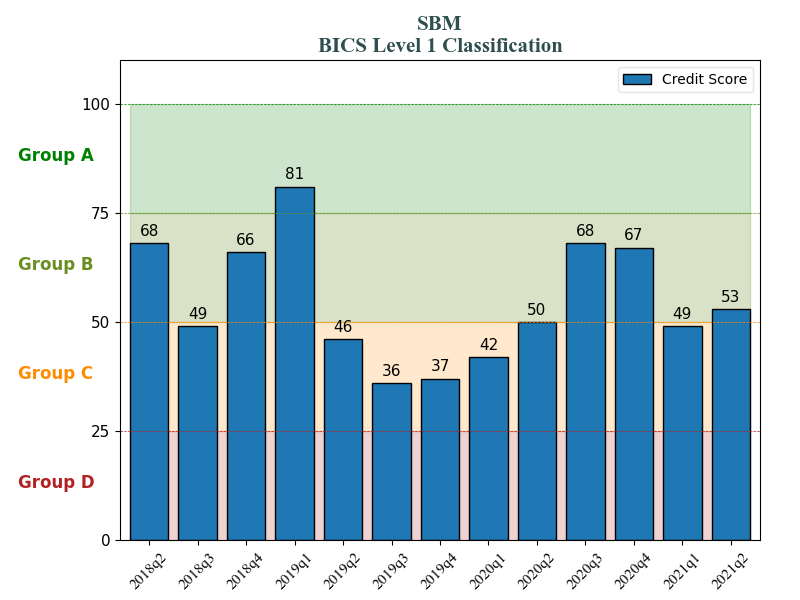 SBM
BICS Level 1 Classification
Credit Score
100
Group A
81
75
68
49
66
46
36
37
42
50
68
67
49
53
Group B
50
Group C
25
Group D
0
2018q2 2018q3 2018q4 2019q1 2019q2 2019q3 2019q4 2020q1 2020q2 2020q3 2020q4 2021q1 2021q2